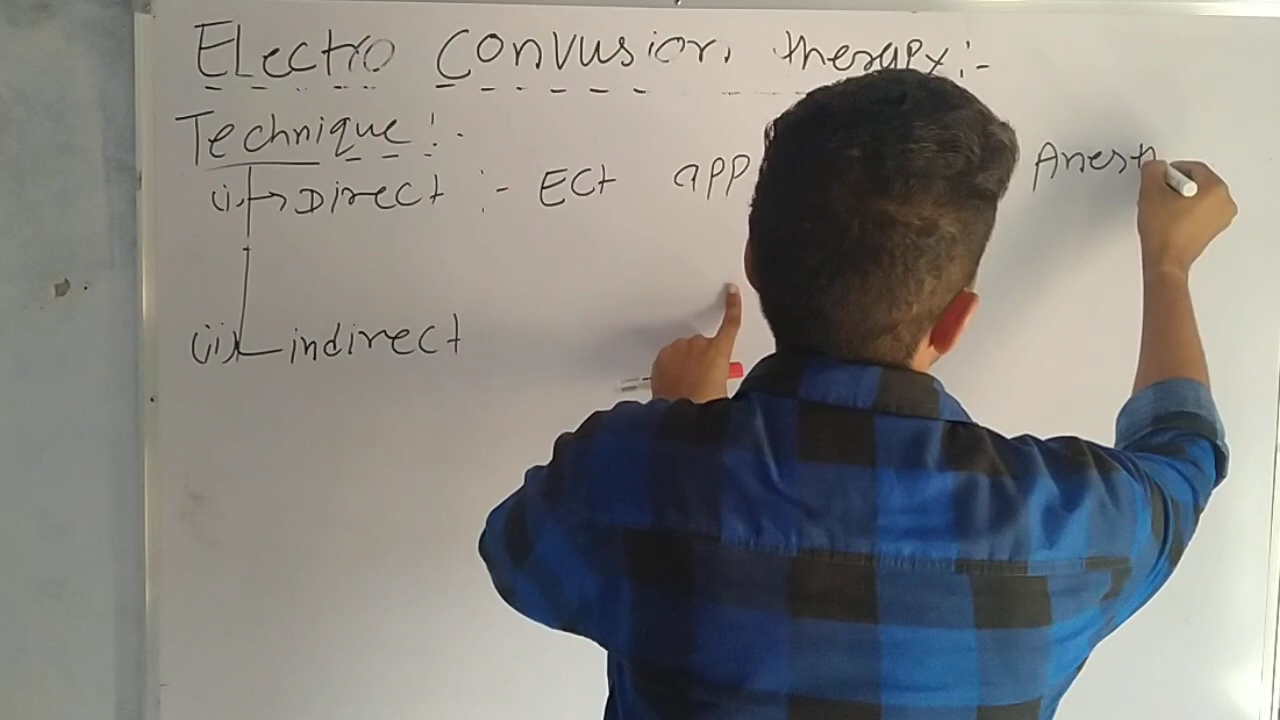 Electro Convusion therapy:-
Technique:-
(i) → Direct :- ECt app Anesth
(ii) indirect